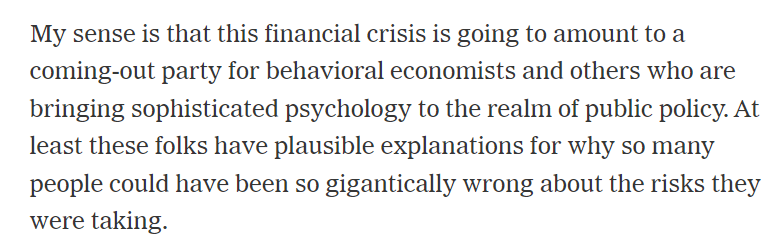 My sense is that this financial crisis is going to amount to a
coming-out party for behavioral economists and others who are
bringing sophisticated psychology to the realm of public policy. At
least these folks have plausible explanations for why so many
people could have been so gigantically wrong about the risks they
were taking.